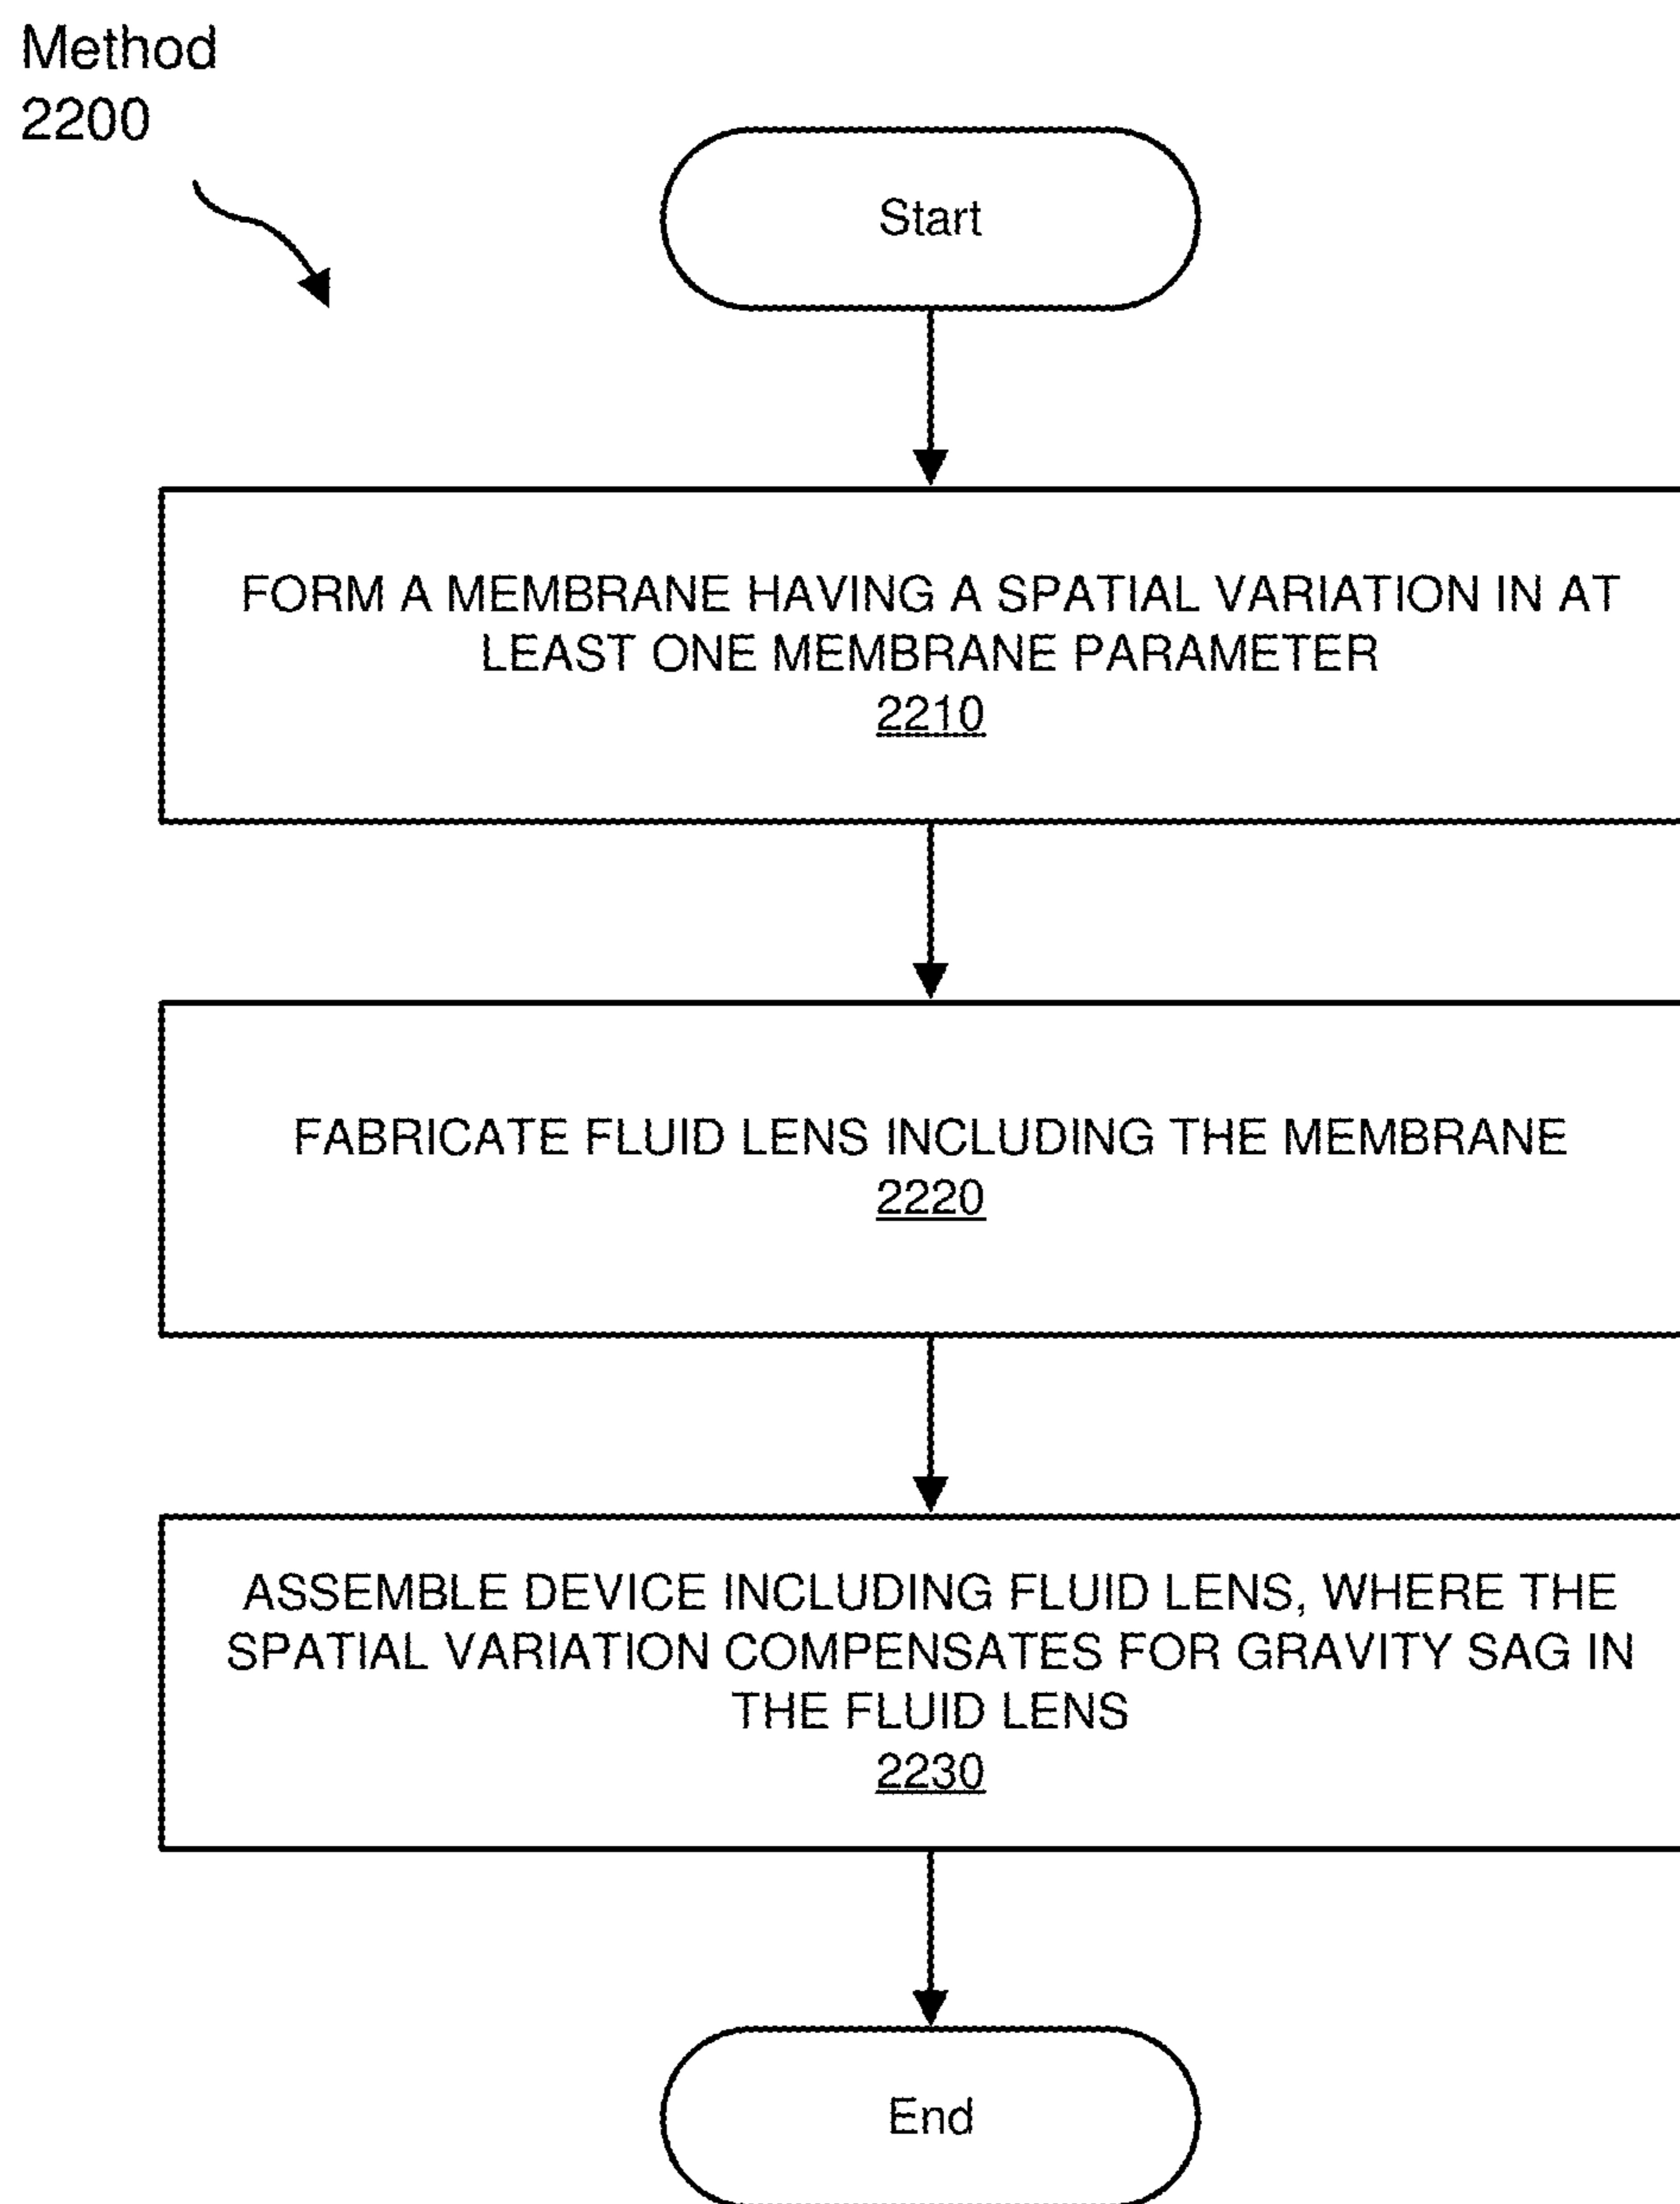 Method
2200
Start
FORM A MEMBRANE HAVING A SPATIAL VARIATION IN AT
LEAST ONE MEMBRANE PARAMETER
2210
FABRICATE FLUID LENS INCLUDING THE MEMBRANE
2220
ASSEMBLE DEVICE INCLUDING FLUID LENS, WHERE THE
SPATIAL VARIATION COMPENSATES FOR GRAVITY SAG IN
THE FLUID LENS
2230
End